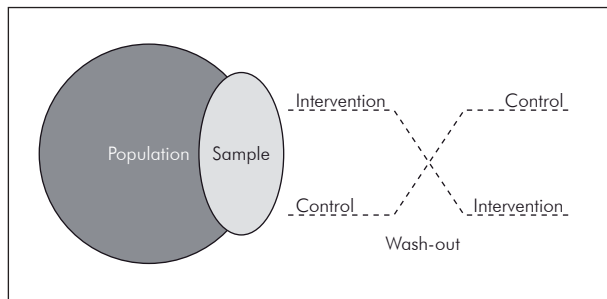 Intervention Control
Population Sample
Control Intervention
Wash-out